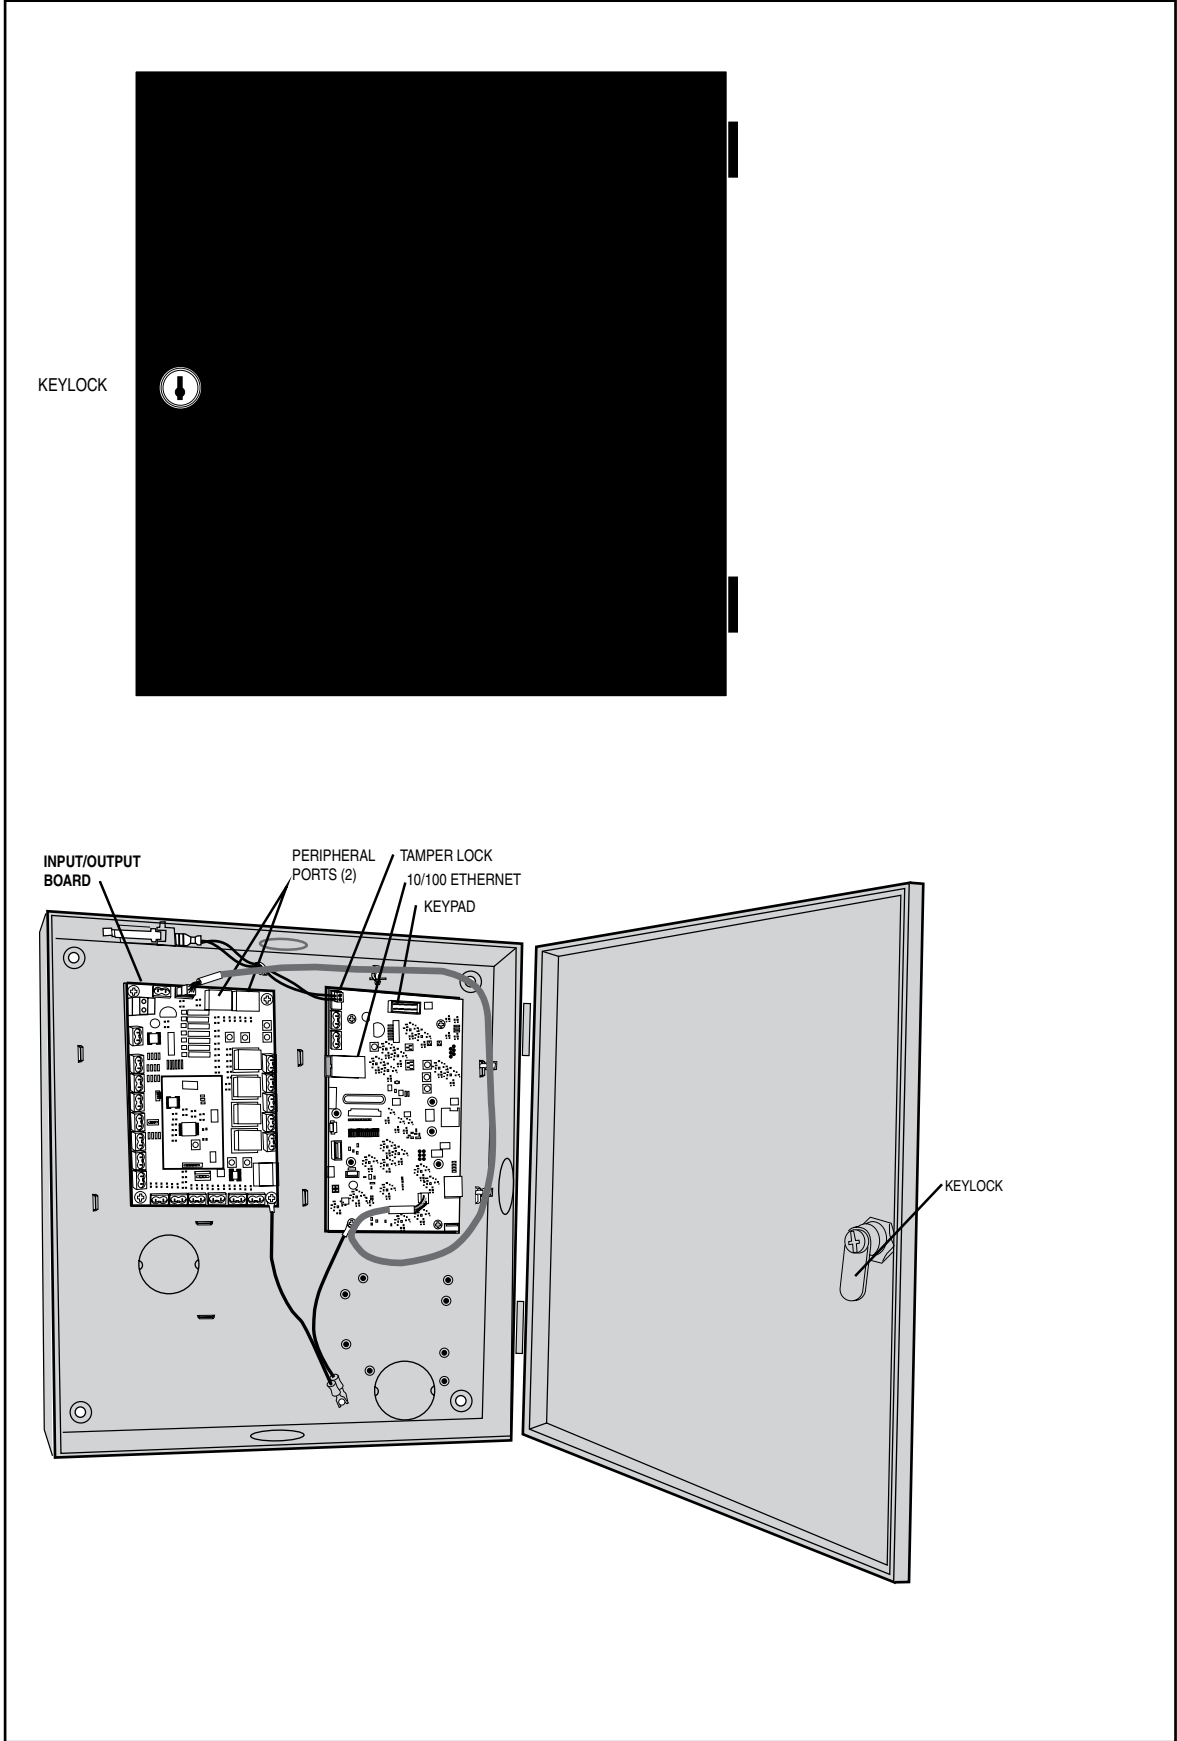 KEYLOCK
INPUT/OUTPUT
BOARD
PERIPHERAL
PORTS (2)
TAMPER LOCK
10/100 ETHERNET
KEYPAD
KEYLOCK